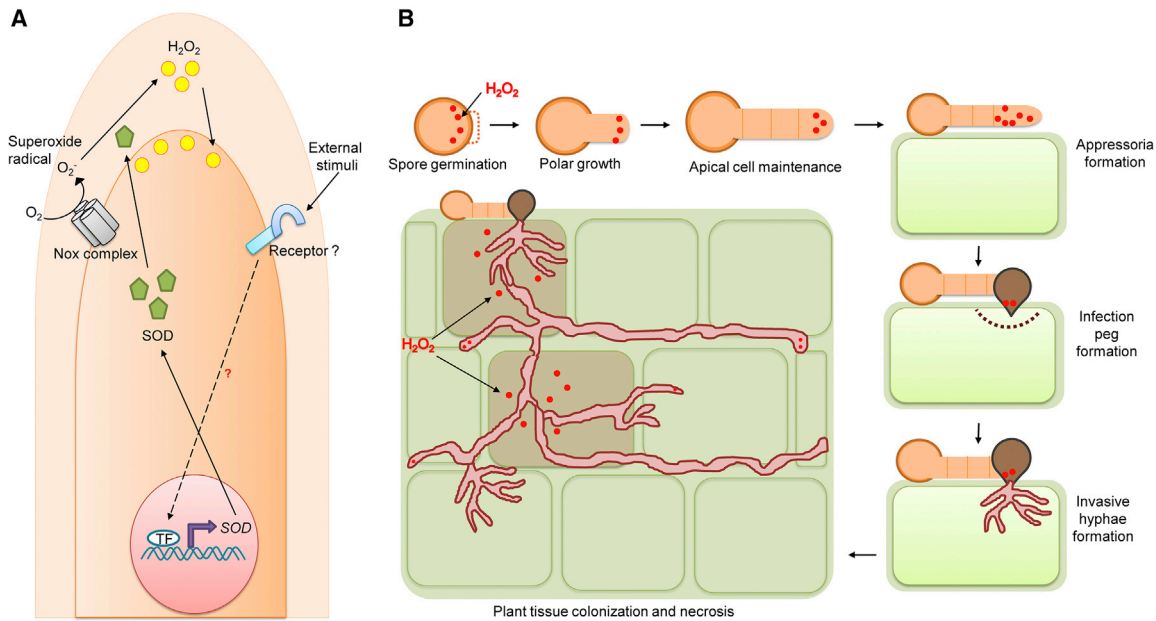 A
H₂O₂
Superoxide
radical
O₂⁻
O₂
Nox complex
External
stimuli
Receptor ?
SOD
?
TF
SOD
B
H₂O₂
Spore germination
Polar growth
Apical cell maintenance
Appressoria
formation
Infection
peg
formation
Invasive
hyphae
formation
H₂O₂
Plant tissue colonization and necrosis